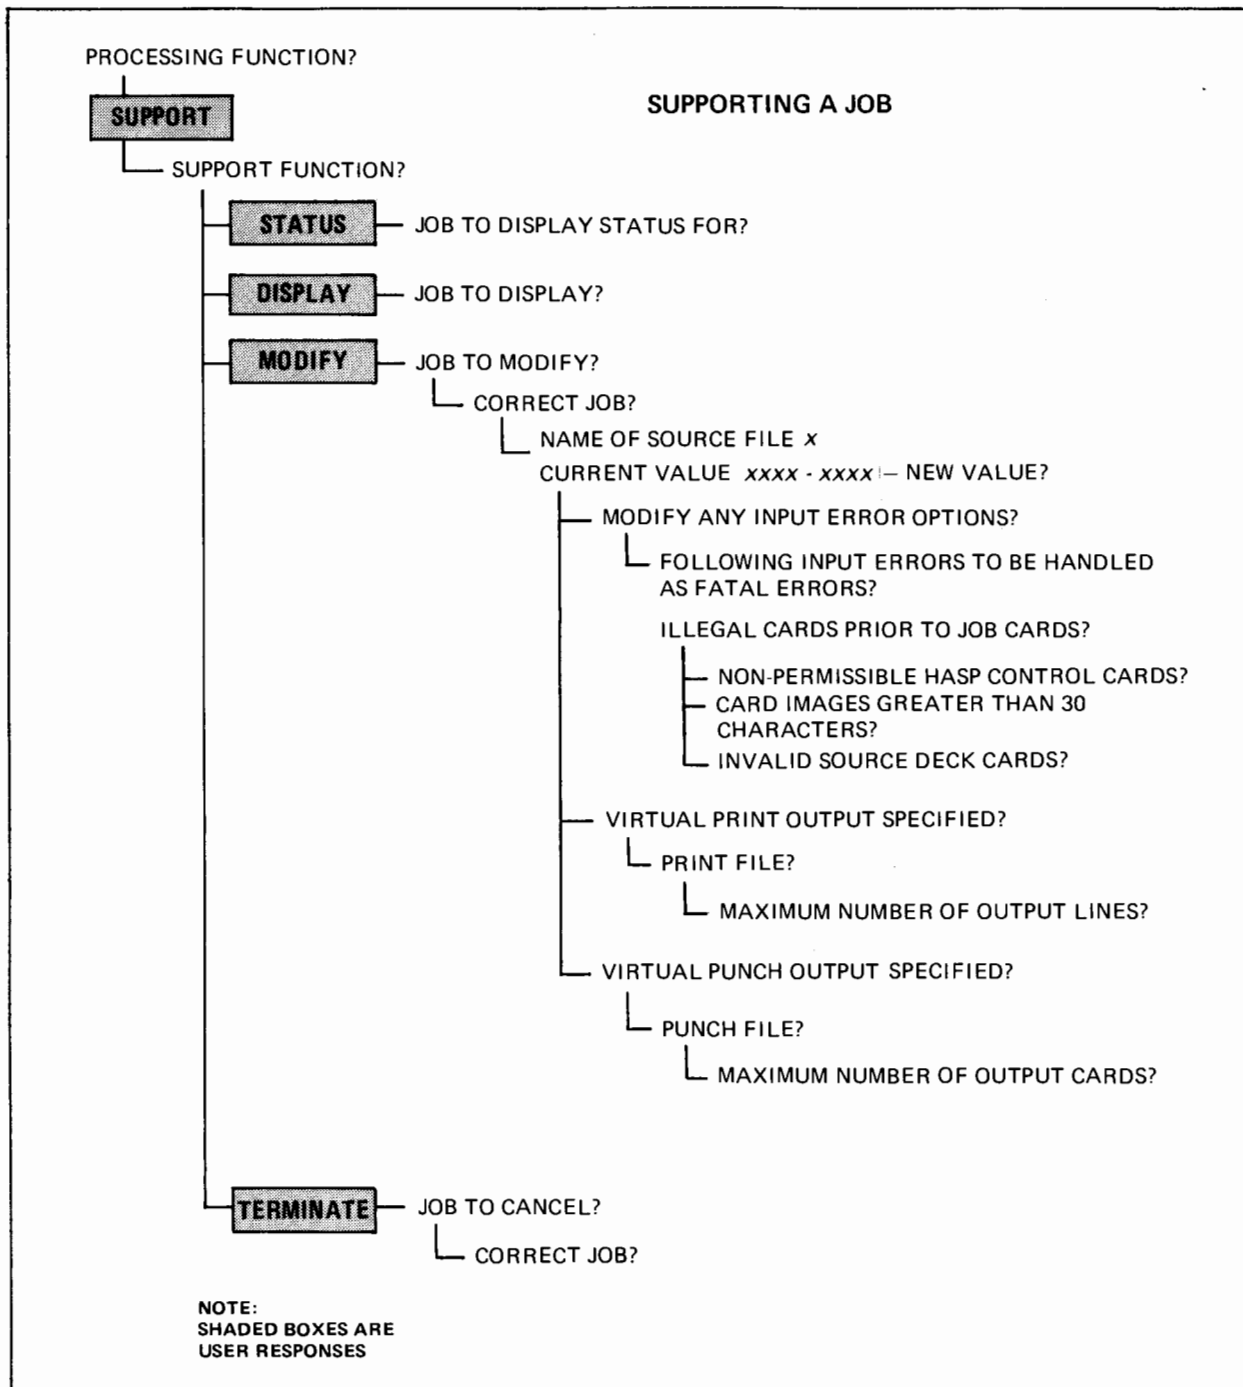 PROCESSING FUNCTION?
SUPPORTING A JOB
SUPPORT
SUPPORT FUNCTION?
STATUS JOB TO DISPLAY STATUS FOR?
DISPLAY JOB TO DISPLAY?
MODIFY JOB TO MODIFY?
CORRECT JOB?
NAME OF SOURCE FILE x
CURRENT VALUE xxxx - xxxx – NEW VALUE?
MODIFY ANY INPUT ERROR OPTIONS?
FOLLOWING INPUT ERRORS TO BE HANDLED
AS FATAL ERRORS?
ILLEGAL CARDS PRIOR TO JOB CARDS?
NON-PERMISSIBLE HASP CONTROL CARDS?
CARD IMAGES GREATER THAN 30
CHARACTERS?
INVALID SOURCE DECK CARDS?
VIRTUAL PRINT OUTPUT SPECIFIED?
PRINT FILE?
MAXIMUM NUMBER OF OUTPUT LINES?
VIRTUAL PUNCH OUTPUT SPECIFIED?
PUNCH FILE?
MAXIMUM NUMBER OF OUTPUT CARDS?
TERMINATE JOB TO CANCEL?
CORRECT JOB?
NOTE:
SHADED BOXES ARE
USER RESPONSES